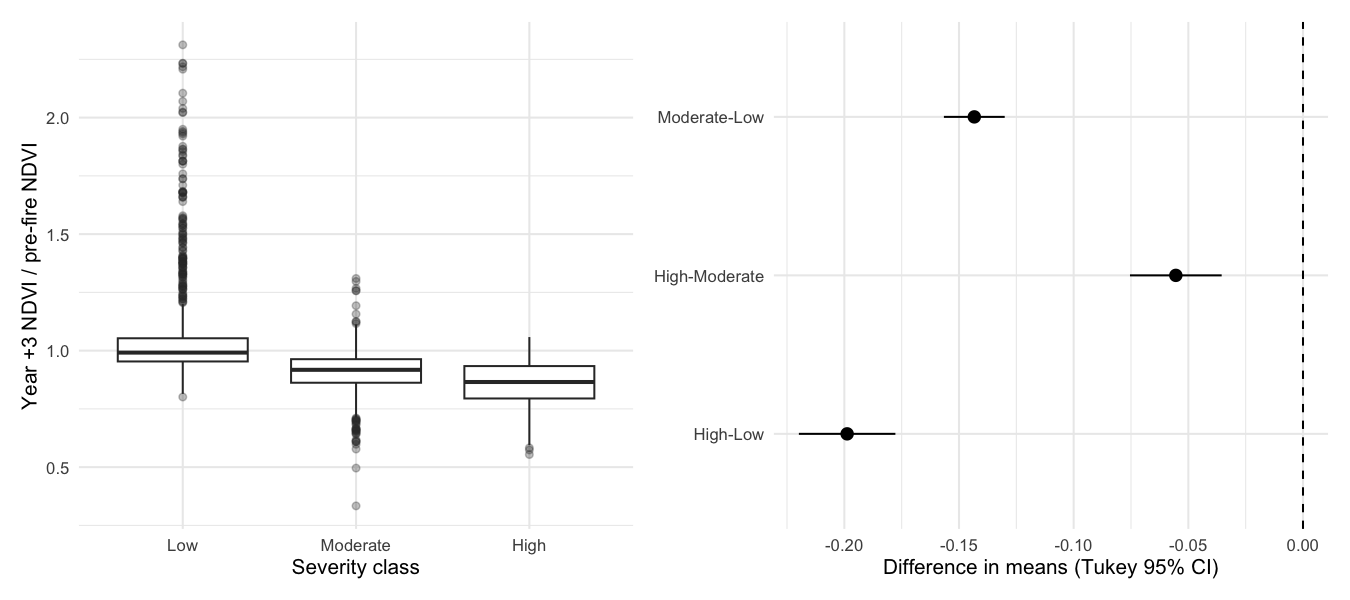 Year +3 NDVI / pre-fire NDVI
2.0
1.5
1.0
0.5
Low Moderate High
Severity class
Moderate-Low
High-Moderate
High-Low
-0.20 -0.15 -0.10 -0.05 0.00
Difference in means (Tukey 95% CI)